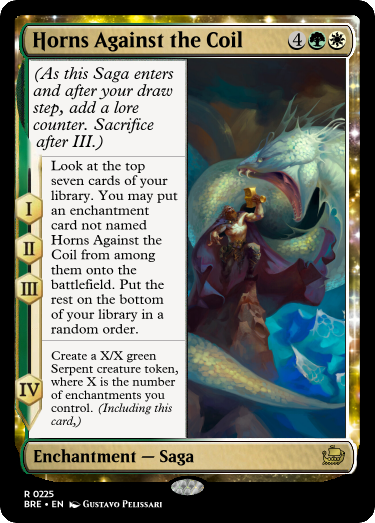 Horns Against the Coil 4
(As this Saga enters
and after your draw
step, add a lore
counter. Sacrifice
after III.)
I
II
III
Look at the top
seven cards of your
library. You may put
an enchantment
card not named
Horns Against the
Coil from among
them onto the
battlefield. Put the
rest on the bottom
of your library in a
random order.
IV
Create a X/X green
Serpent creature token,
where X is the number
of enchantments you
control. (Including this
card,)
Enchantment — Saga
R 0225
BRE • EN Gustavo Pelissari